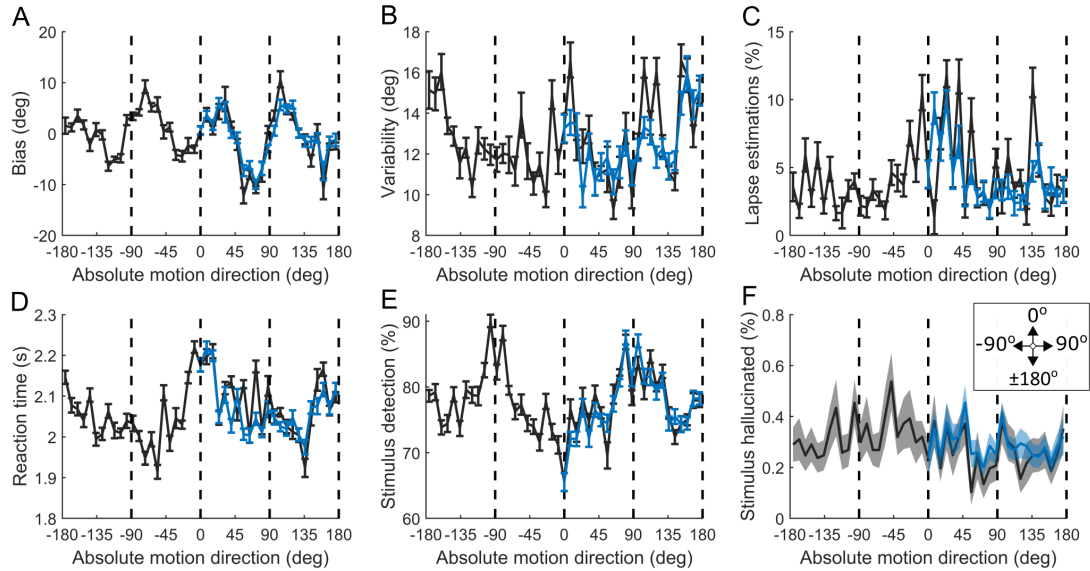 A
Bias (deg)
20
10
0
-10
-20
-180 -135 -90 -45 0 45 90 135 180
Absolute motion direction (deg)
B
Variability (deg)
18
16
14
12
10
8
-180 -135 -90 -45 0 45 90 135 180
Absolute motion direction (deg)
C
Lapse estimations (%)
15
10
5
0
-180 -135 -90 -45 0 45 90 135 180
Absolute motion direction (deg)
D
Reaction time (s)
2.3
2.2
2.1
2
1.9
1.8
-180 -135 -90 -45 0 45 90 135 180
Absolute motion direction (deg)
E
Stimulus detection (%)
90
80
70
60
-180 -135 -90 -45 0 45 90 135 180
Absolute motion direction (deg)
F
Stimulus hallucinated (%)
0.8
0.6
0.4
0.2
0
-180 -135 -90 -45 0 45 90 135 180
Absolute motion direction (deg)
0º
-90º 90º
±180º